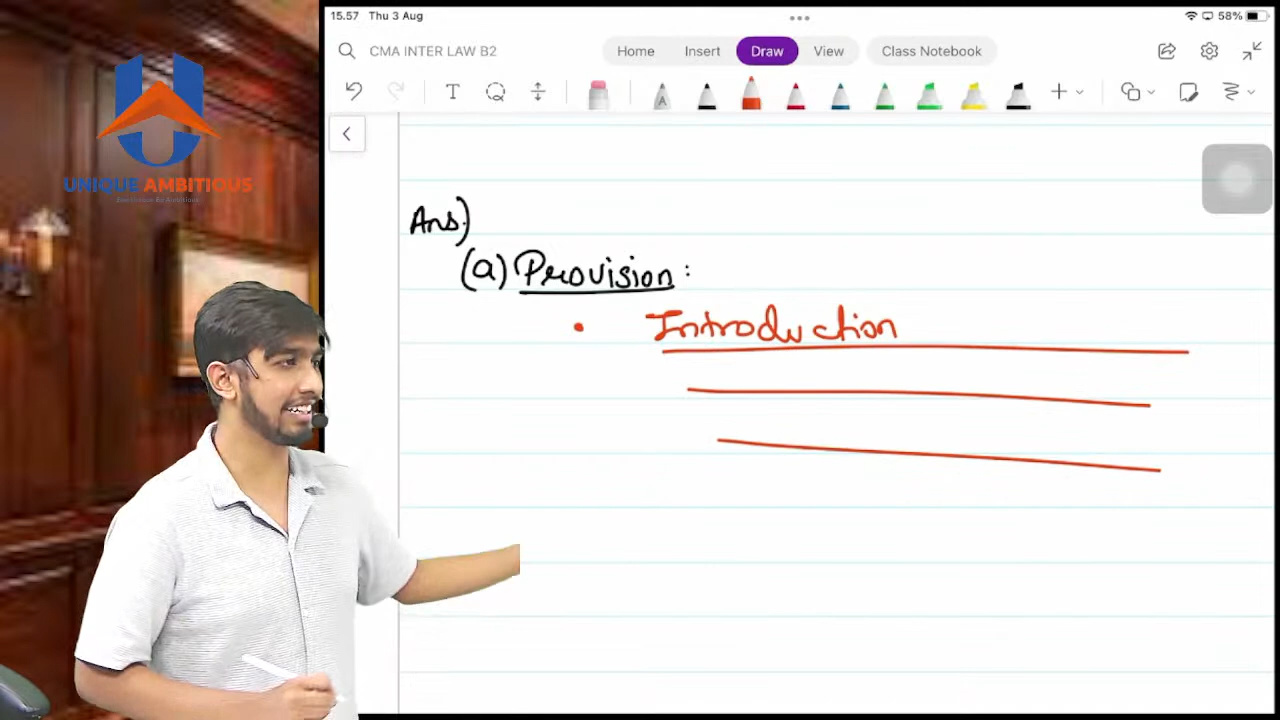 15.57 Thu 3 Aug
58%
CMA INTER LAW B2
Home Insert Draw View Class Notebook
T
A
UNIQUE AMBITIOUS
Ans.)
(a) Provision :
• Introduction